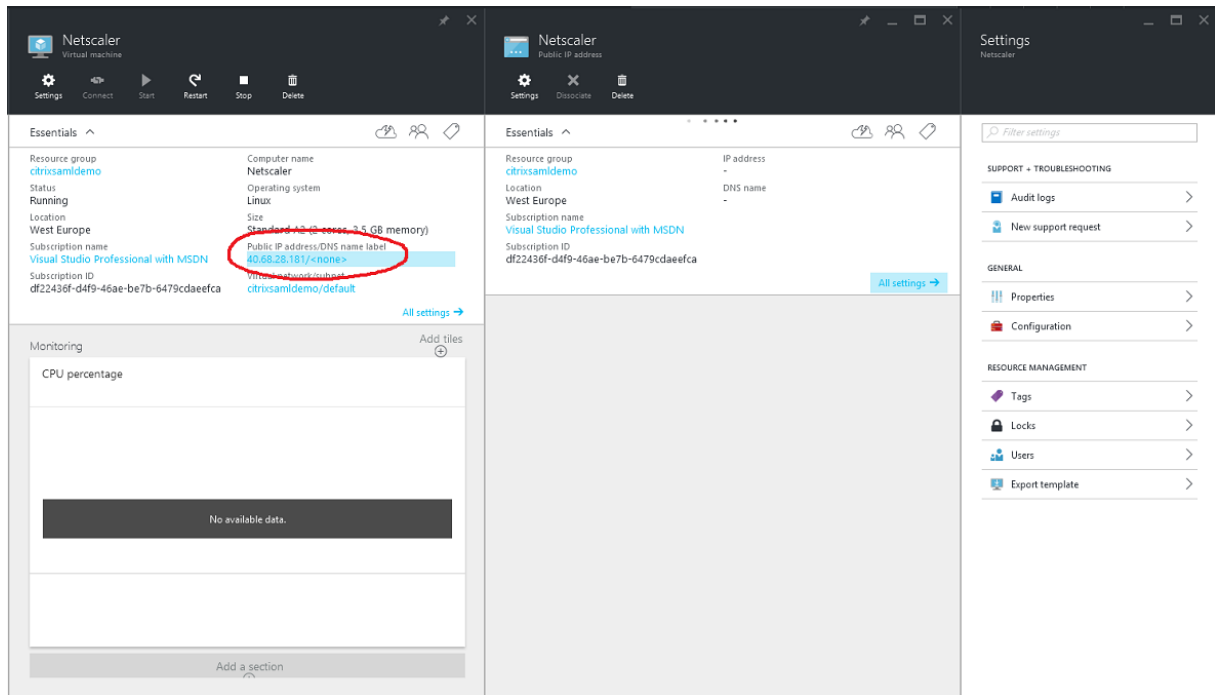 Netscaler
Virtual machine
Settings Connect Start Restart Stop Delete
Essentials
Resource group
citrixsamldemo
Status
Running
Location
West Europe
Subscription name
Visual Studio Professional with MSDN
Subscription ID
df22436f-d4f9-46ae-be7b-6479cdaeefca
Computer name
Netscaler
Operating system
Linux
Size
Standard A2 (2 cores, 3.5 GB memory)
Public IP address/DNS name label
40.68.28.181/<none>
Virtual network/subnet
citrixsamldemo/default
All settings →
Monitoring
Add tiles
CPU percentage
No available data.
Add a section
Netscaler
Public IP address
Settings Dissociate Delete
Essentials
Resource group
citrixsamldemo
Location
West Europe
Subscription name
Visual Studio Professional with MSDN
Subscription ID
df22436f-d4f9-46ae-be7b-6479cdaeefca
IP address
-
DNS name
-
All settings →
Settings
Netscaler
Filter settings
SUPPORT + TROUBLESHOOTING
Audit logs
New support request
GENERAL
Properties
Configuration
RESOURCE MANAGEMENT
Tags
Locks
Users
Export template